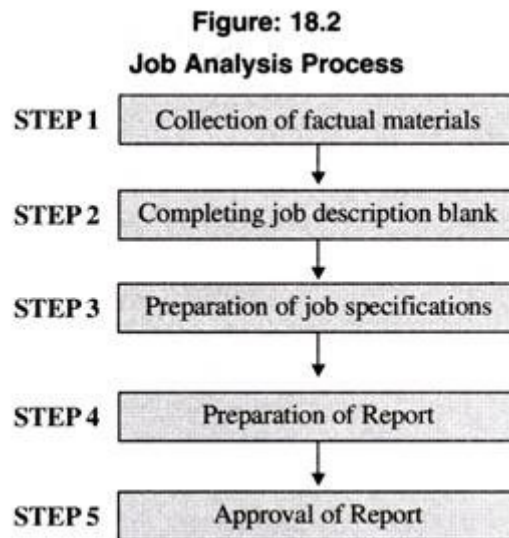 Figure: 18.2
Job Analysis Process
STEP 1 Collection of factual materials
STEP 2 Completing job description blank
STEP 3 Preparation of job specifications
STEP 4 Preparation of Report
STEP 5 Approval of Report